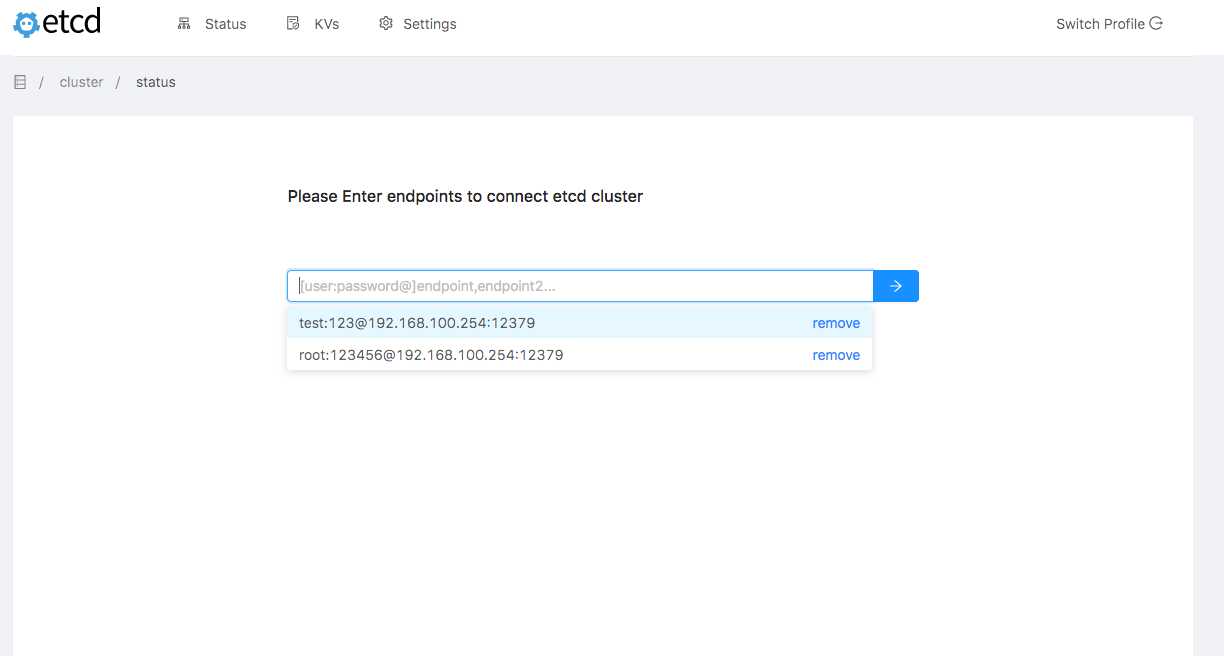 etcd Status KVs Settings Switch Profile
/ cluster / status
Please Enter endpoints to connect etcd cluster
[user:password@]endpoint,endpoint2...
test:123@192.168.100.254:12379 remove
root:123456@192.168.100.254:12379 remove